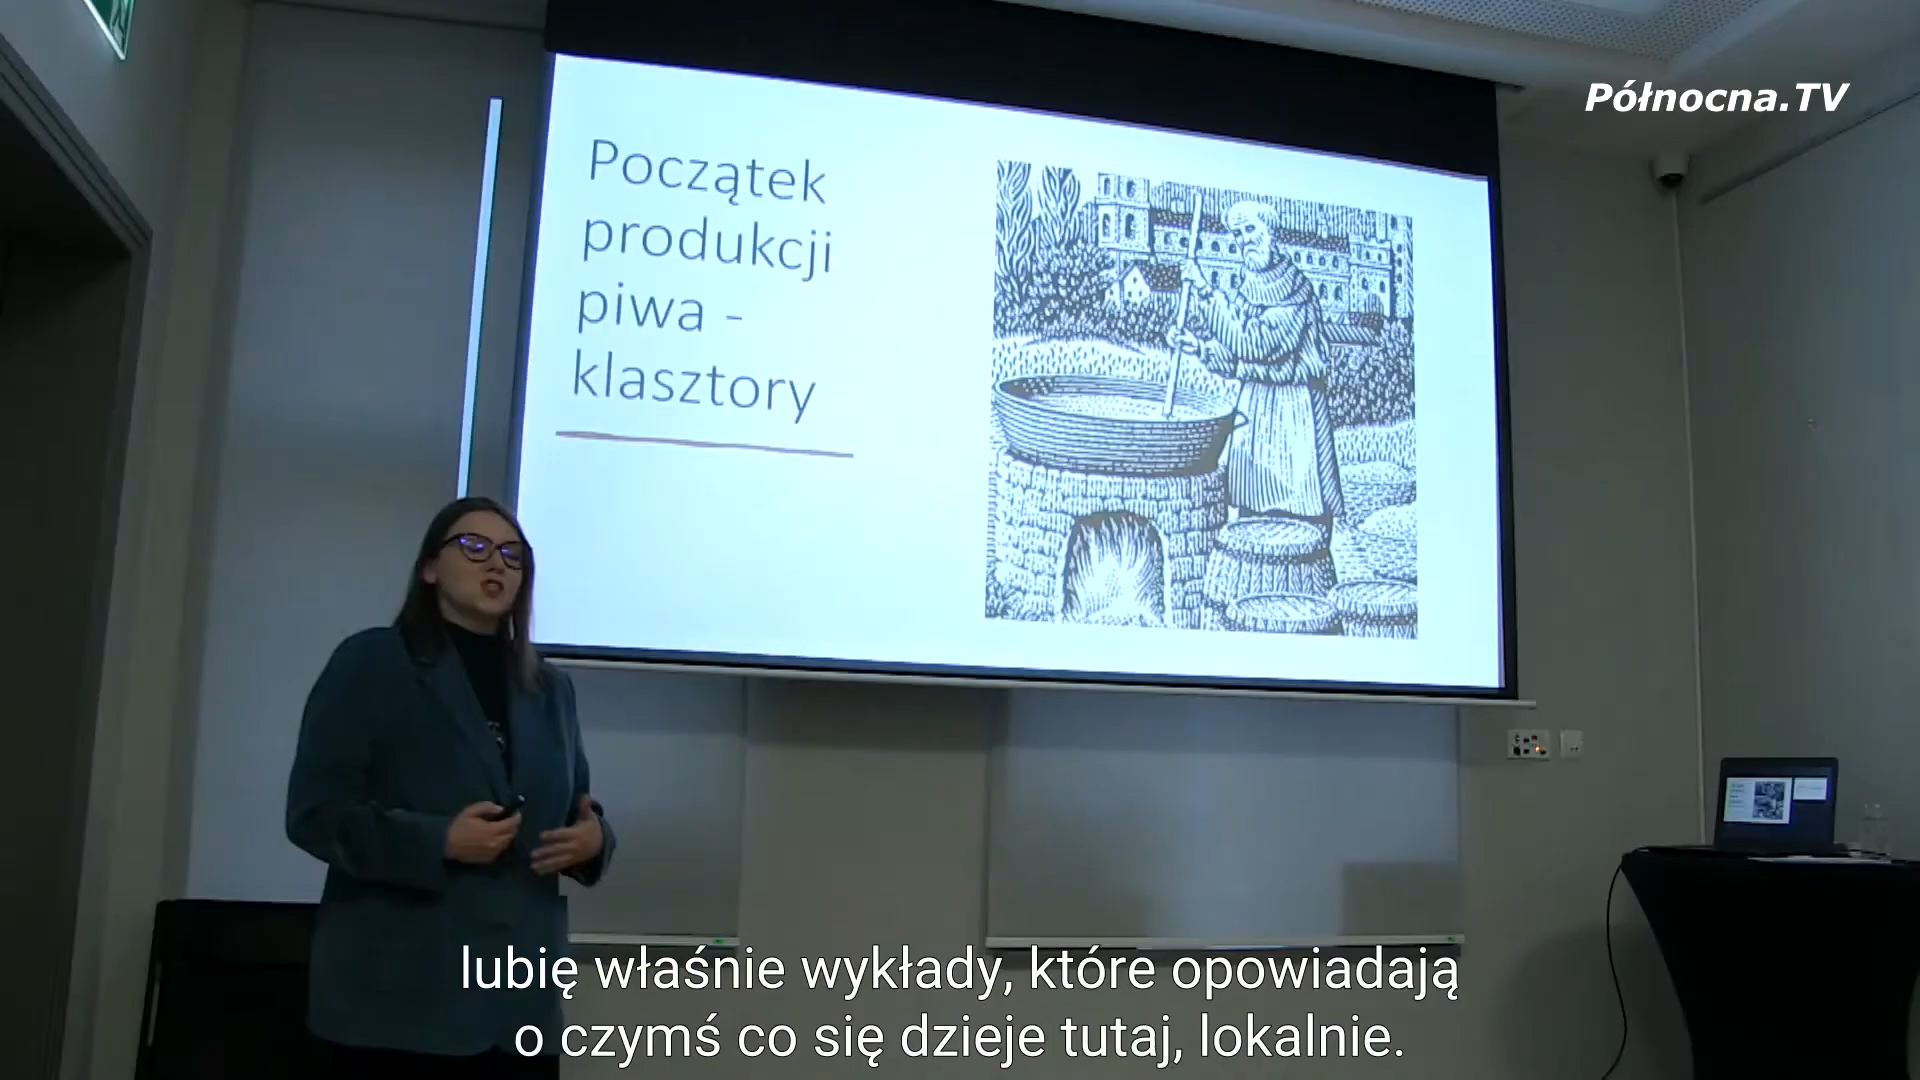 Północna.TV
Początek
produkcji
piwa -
klasztory
lubię właśnie wykłady, które opowiadają
o czymś co się dzieje tutaj, lokalnie.